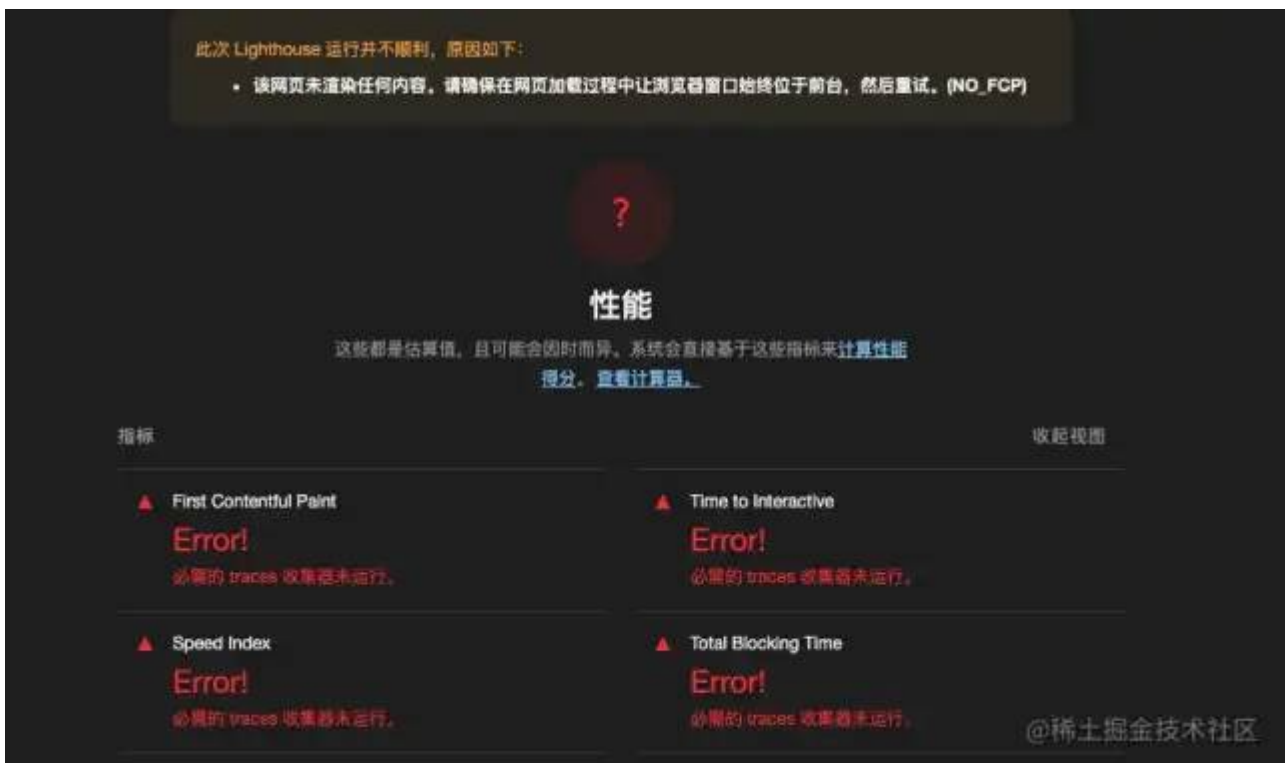 此次 Lighthouse 运行并不顺利，原因如下：
• 该网页未渲染任何内容。请确保在网页加载过程中让浏览器窗口始终位于前台，然后重试。(NO_FCP)
?
性能
这些都是估算值，且可能会因时而异。系统会直接基于这些指标来计算性能
得分。查看计算器。
指标
收起视图
First Contentful Paint
Error!
必需的 traces 收集器未运行。
Time to Interactive
Error!
必需的 traces 收集器未运行。
Speed Index
Error!
必需的 traces 收集器未运行。
Total Blocking Time
Error!
必需的 traces 收集器未运行。
@稀土掘金技术社区